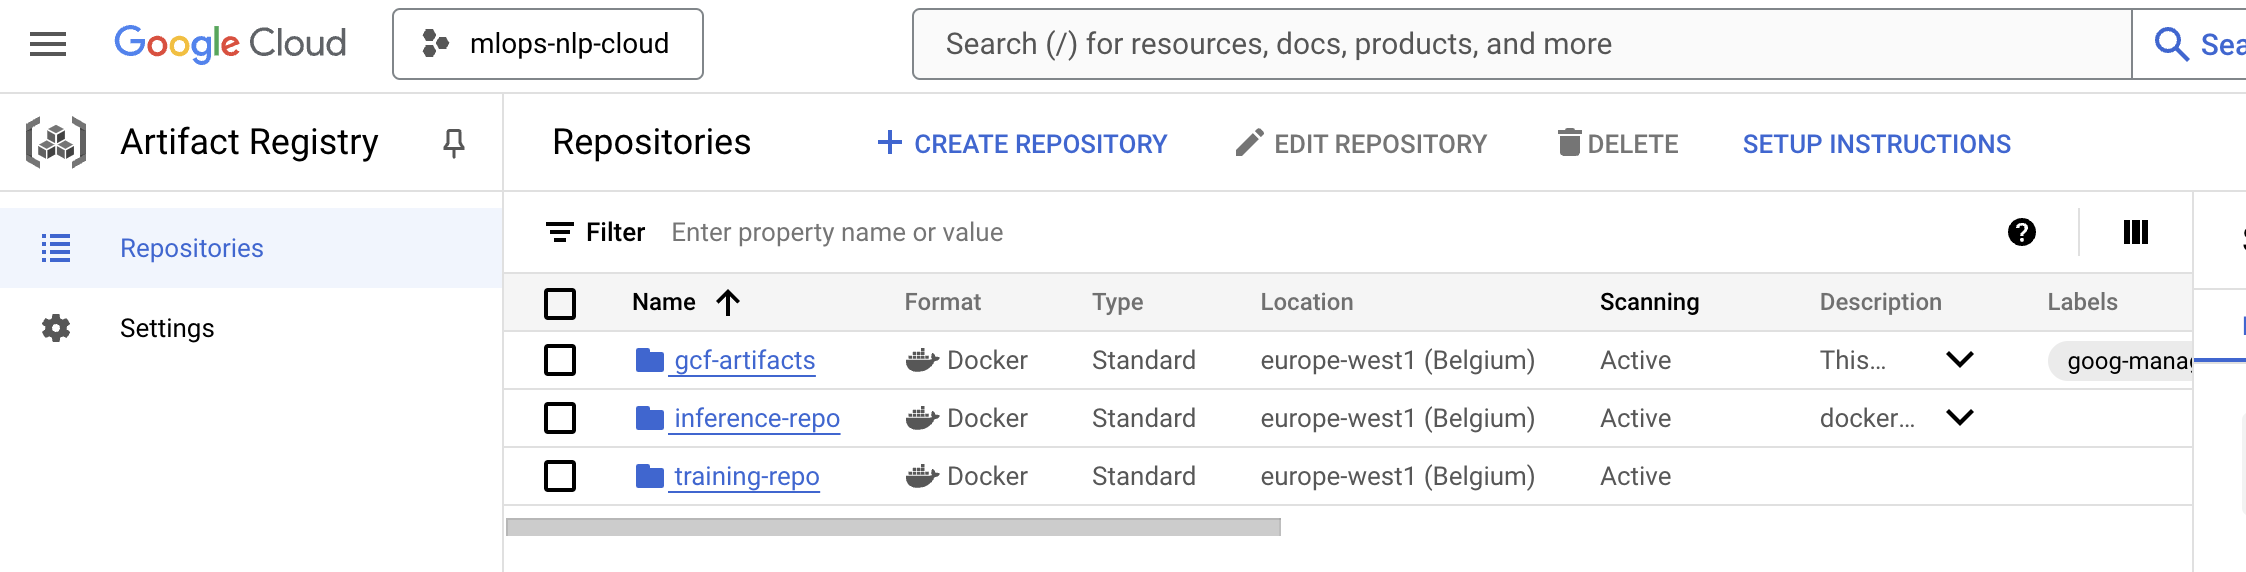 Google Cloud
mlops-nlp-cloud
Search (/) for resources, docs, products, and more
Artifact Registry
Repositories
CREATE REPOSITORY
EDIT REPOSITORY
DELETE
SETUP INSTRUCTIONS
Repositories
Settings
Filter Enter property name or value
Name Format Type Location Scanning Description Labels
gcf-artifacts Docker Standard europe-west1 (Belgium) Active This...
inference-repo Docker Standard europe-west1 (Belgium) Active docker...
training-repo Docker Standard europe-west1 (Belgium) Active